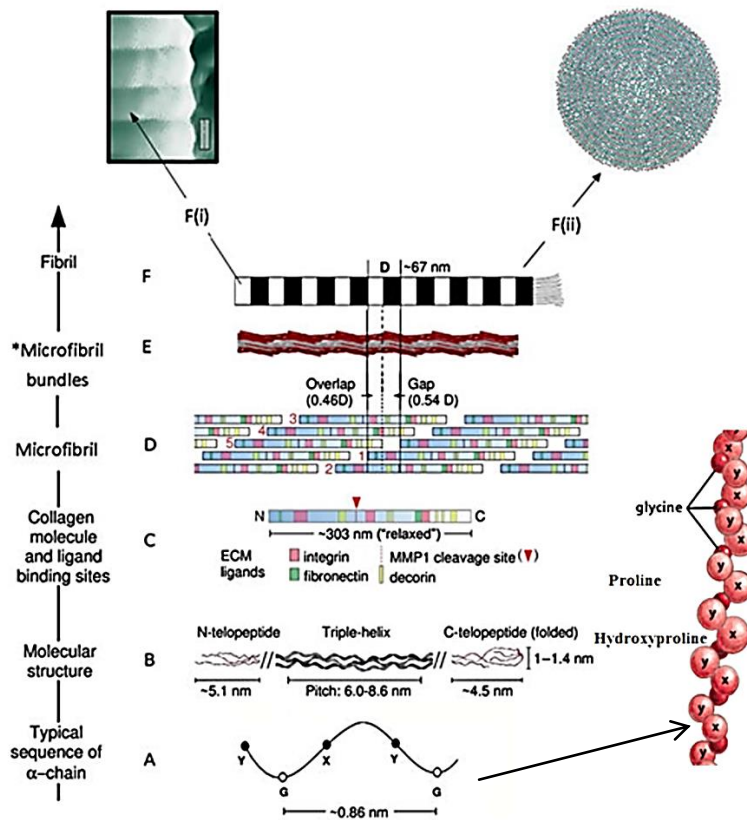 F(i)
F(ii)
Fibril
F
D
~67 nm
*Microfibril
bundles
E
Overlap
(0.46D)
Gap
(0.54 D)
Microfibril
D
3
4
5
1
2
Collagen
molecule
and ligand
binding sites
C
N
C
~303 nm ("relaxed")
ECM
ligands
integrin
fibronectin
MMP1 cleavage site ( )
decorin
Molecular
structure
B
N-telopeptide
Triple-helix
C-telopeptide (folded)
1–1.4 nm
~5.1 nm
Pitch: 6.0-8.6 nm
~4.5 nm
Typical
sequence of
α-chain
A
Y
G
X
Y
G
~0.86 nm
glycine
Proline
Hydroxyproline
x
y
x
y
x
y
x
y
x
y
x
y
x
y